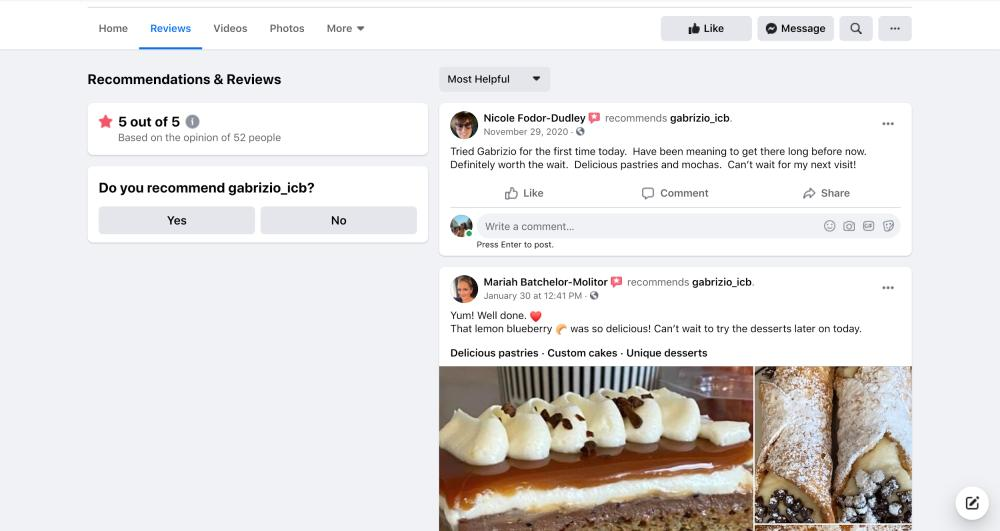 Home Reviews Videos Photos More Like Message
Recommendations & Reviews
5 out of 5
Based on the opinion of 52 people
Do you recommend gabrizio_icb?
Yes No
Most Helpful
Nicole Fodor-Dudley recommends gabrizio_icb.
November 29, 2020 ·
Tried Gabrizio for the first time today. Have been meaning to get there long before now.
Definitely worth the wait. Delicious pastries and mochas. Can't wait for my next visit!
Like Comment Share
Write a comment...
GIF
Press Enter to post.
Mariah Batchelor-Molitor recommends gabrizio_icb.
January 30 at 12:41 PM ·
Yum! Well done. ❤️
That lemon blueberry 🥐 was so delicious! Can't wait to try the desserts later on today.
Delicious pastries · Custom cakes · Unique desserts